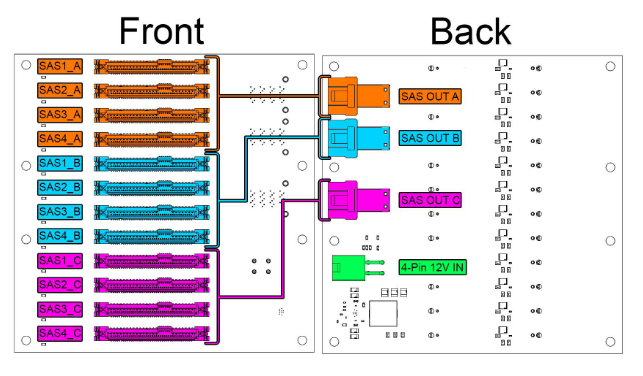 Front
Back
SAS1_A
SAS2_A
SAS3_A
SAS4_A
SAS1_B
SAS2_B
SAS3_B
SAS4_B
SAS1_C
SAS2_C
SAS3_C
SAS4_C
SAS OUT A
SAS OUT B
SAS OUT C
4-Pin 12V IN